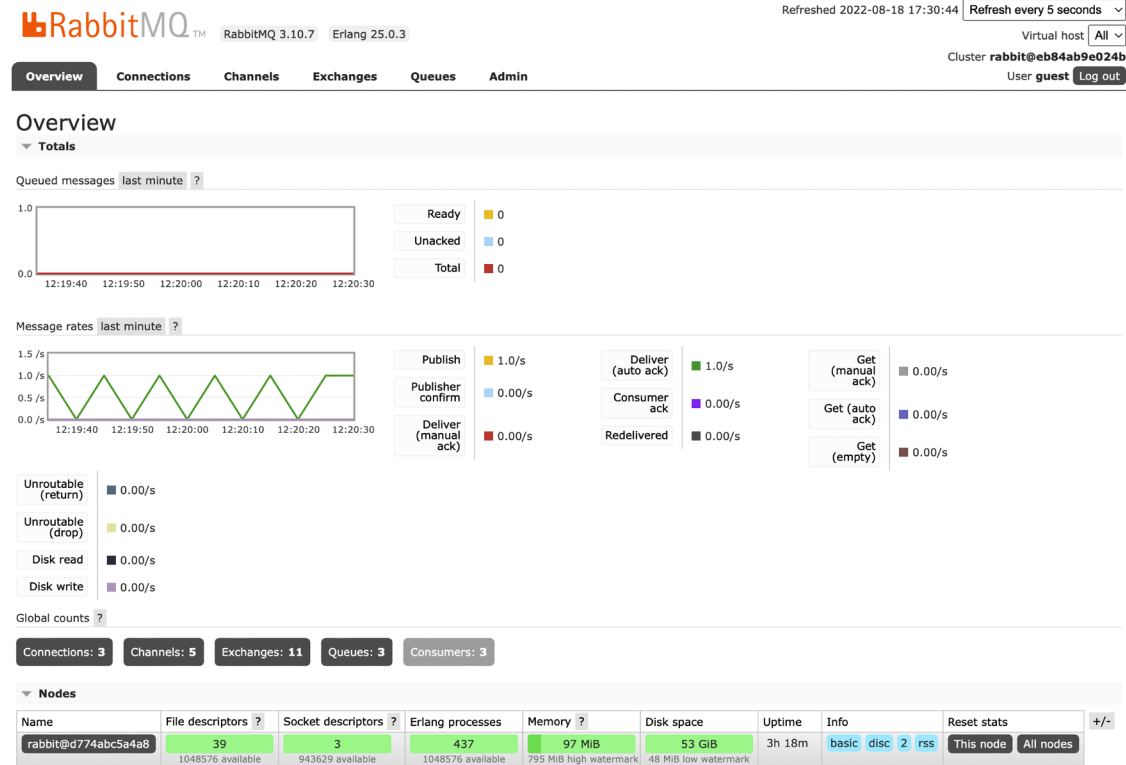 Refreshed 2022-08-18 17:30:44 Refresh every 5 seconds
RabbitMQ TM RabbitMQ 3.10.7 Erlang 25.0.3
Virtual host All
Cluster rabbit@eb84ab9e024b
User guest Log out
Overview Connections Channels Exchanges Queues Admin
Overview
Totals
Queued messages last minute ?
1.0
0.0
12:19:40 12:19:50 12:20:00 12:20:10 12:20:20 12:20:30
Ready 0
Unacked 0
Total 0
Message rates last minute ?
1.5 /s
1.0 /s
0.5 /s
0.0 /s
12:19:40 12:19:50 12:20:00 12:20:10 12:20:20 12:20:30
Publish 1.0/s
Publisher
confirm 0.00/s
Deliver
(manual
ack) 0.00/s
Deliver
(auto ack) 1.0/s
Consumer
ack 0.00/s
Redelivered 0.00/s
Get
(manual
ack) 0.00/s
Get (auto
ack) 0.00/s
Get
(empty) 0.00/s
Unroutable
(return) 0.00/s
Unroutable
(drop) 0.00/s
Disk read 0.00/s
Disk write 0.00/s
Global counts ?
Connections: 3 Channels: 5 Exchanges: 11 Queues: 3 Consumers: 3
Nodes
Name File descriptors ? Socket descriptors ? Erlang processes Memory ? Disk space Uptime Info Reset stats +/-
rabbit@d774abc5a4a8 39 3 437 97 MiB 53 GiB 3h 18m basic disc 2 rss This node All nodes
1048576 available 943629 available 1048576 available 795 MiB high watermark 48 MiB low watermark